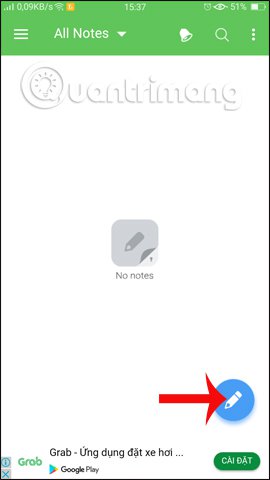 0,09KB/s 15:37 51%
All Notes
Quantrimang
No notes
Grab Grab - Ứng dụng đặt xe hơi ...
Google Play
CÀI ĐẶT